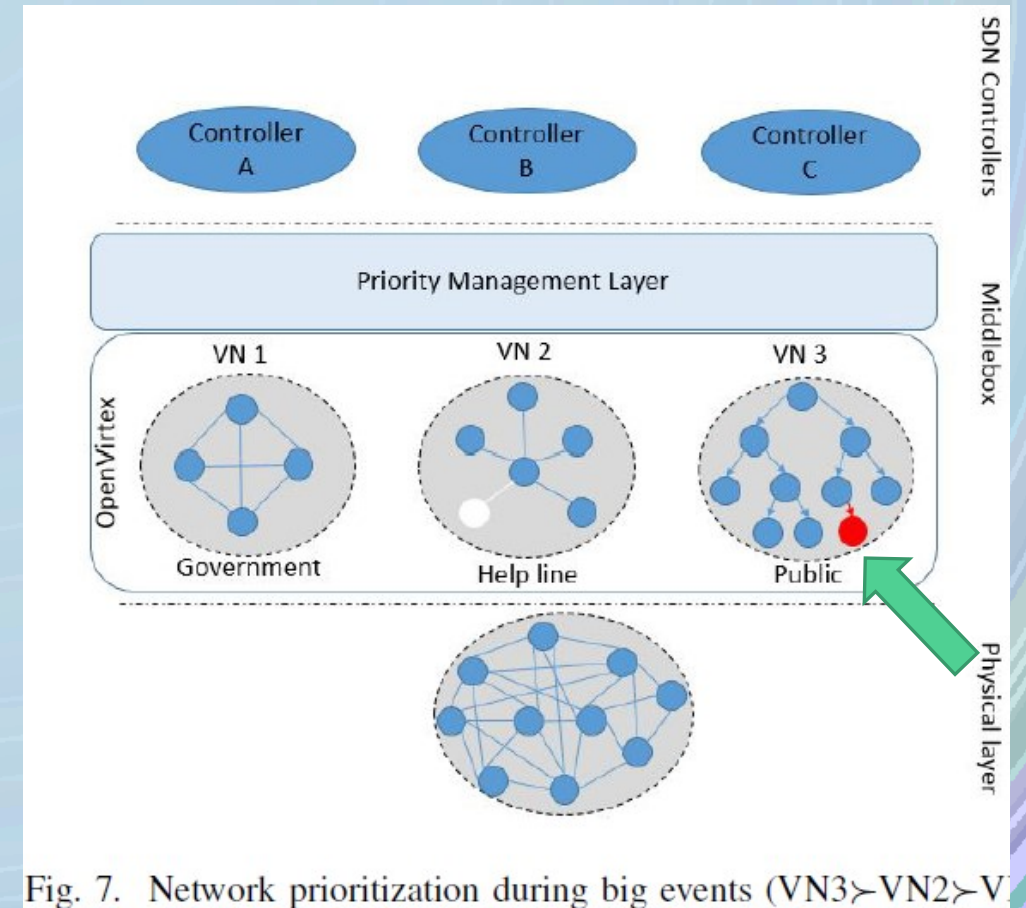 SDN Controllers
Controller
A
Controller
B
Controller
C
Priority Management Layer
Middlebox
VN 1
VN 2
VN 3
OpenVirtex
Government
Help line
Public
Physical layer
Fig. 7. Network prioritization during big events (VN3≻VN2≻V